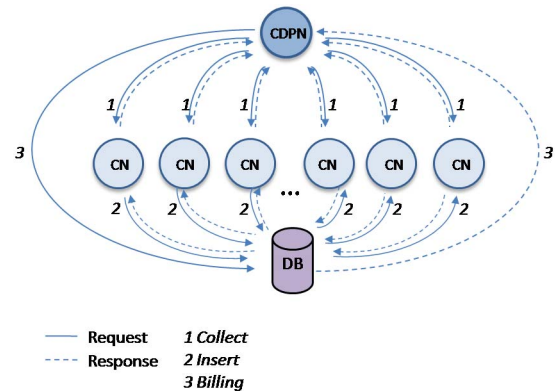 CDPN
1 1 1 1 1 1
3 3
CN CN CN CN CN CN
...
2 2 2 2 2 2
DB
Request 1 Collect
Response 2 Insert
3 Billing